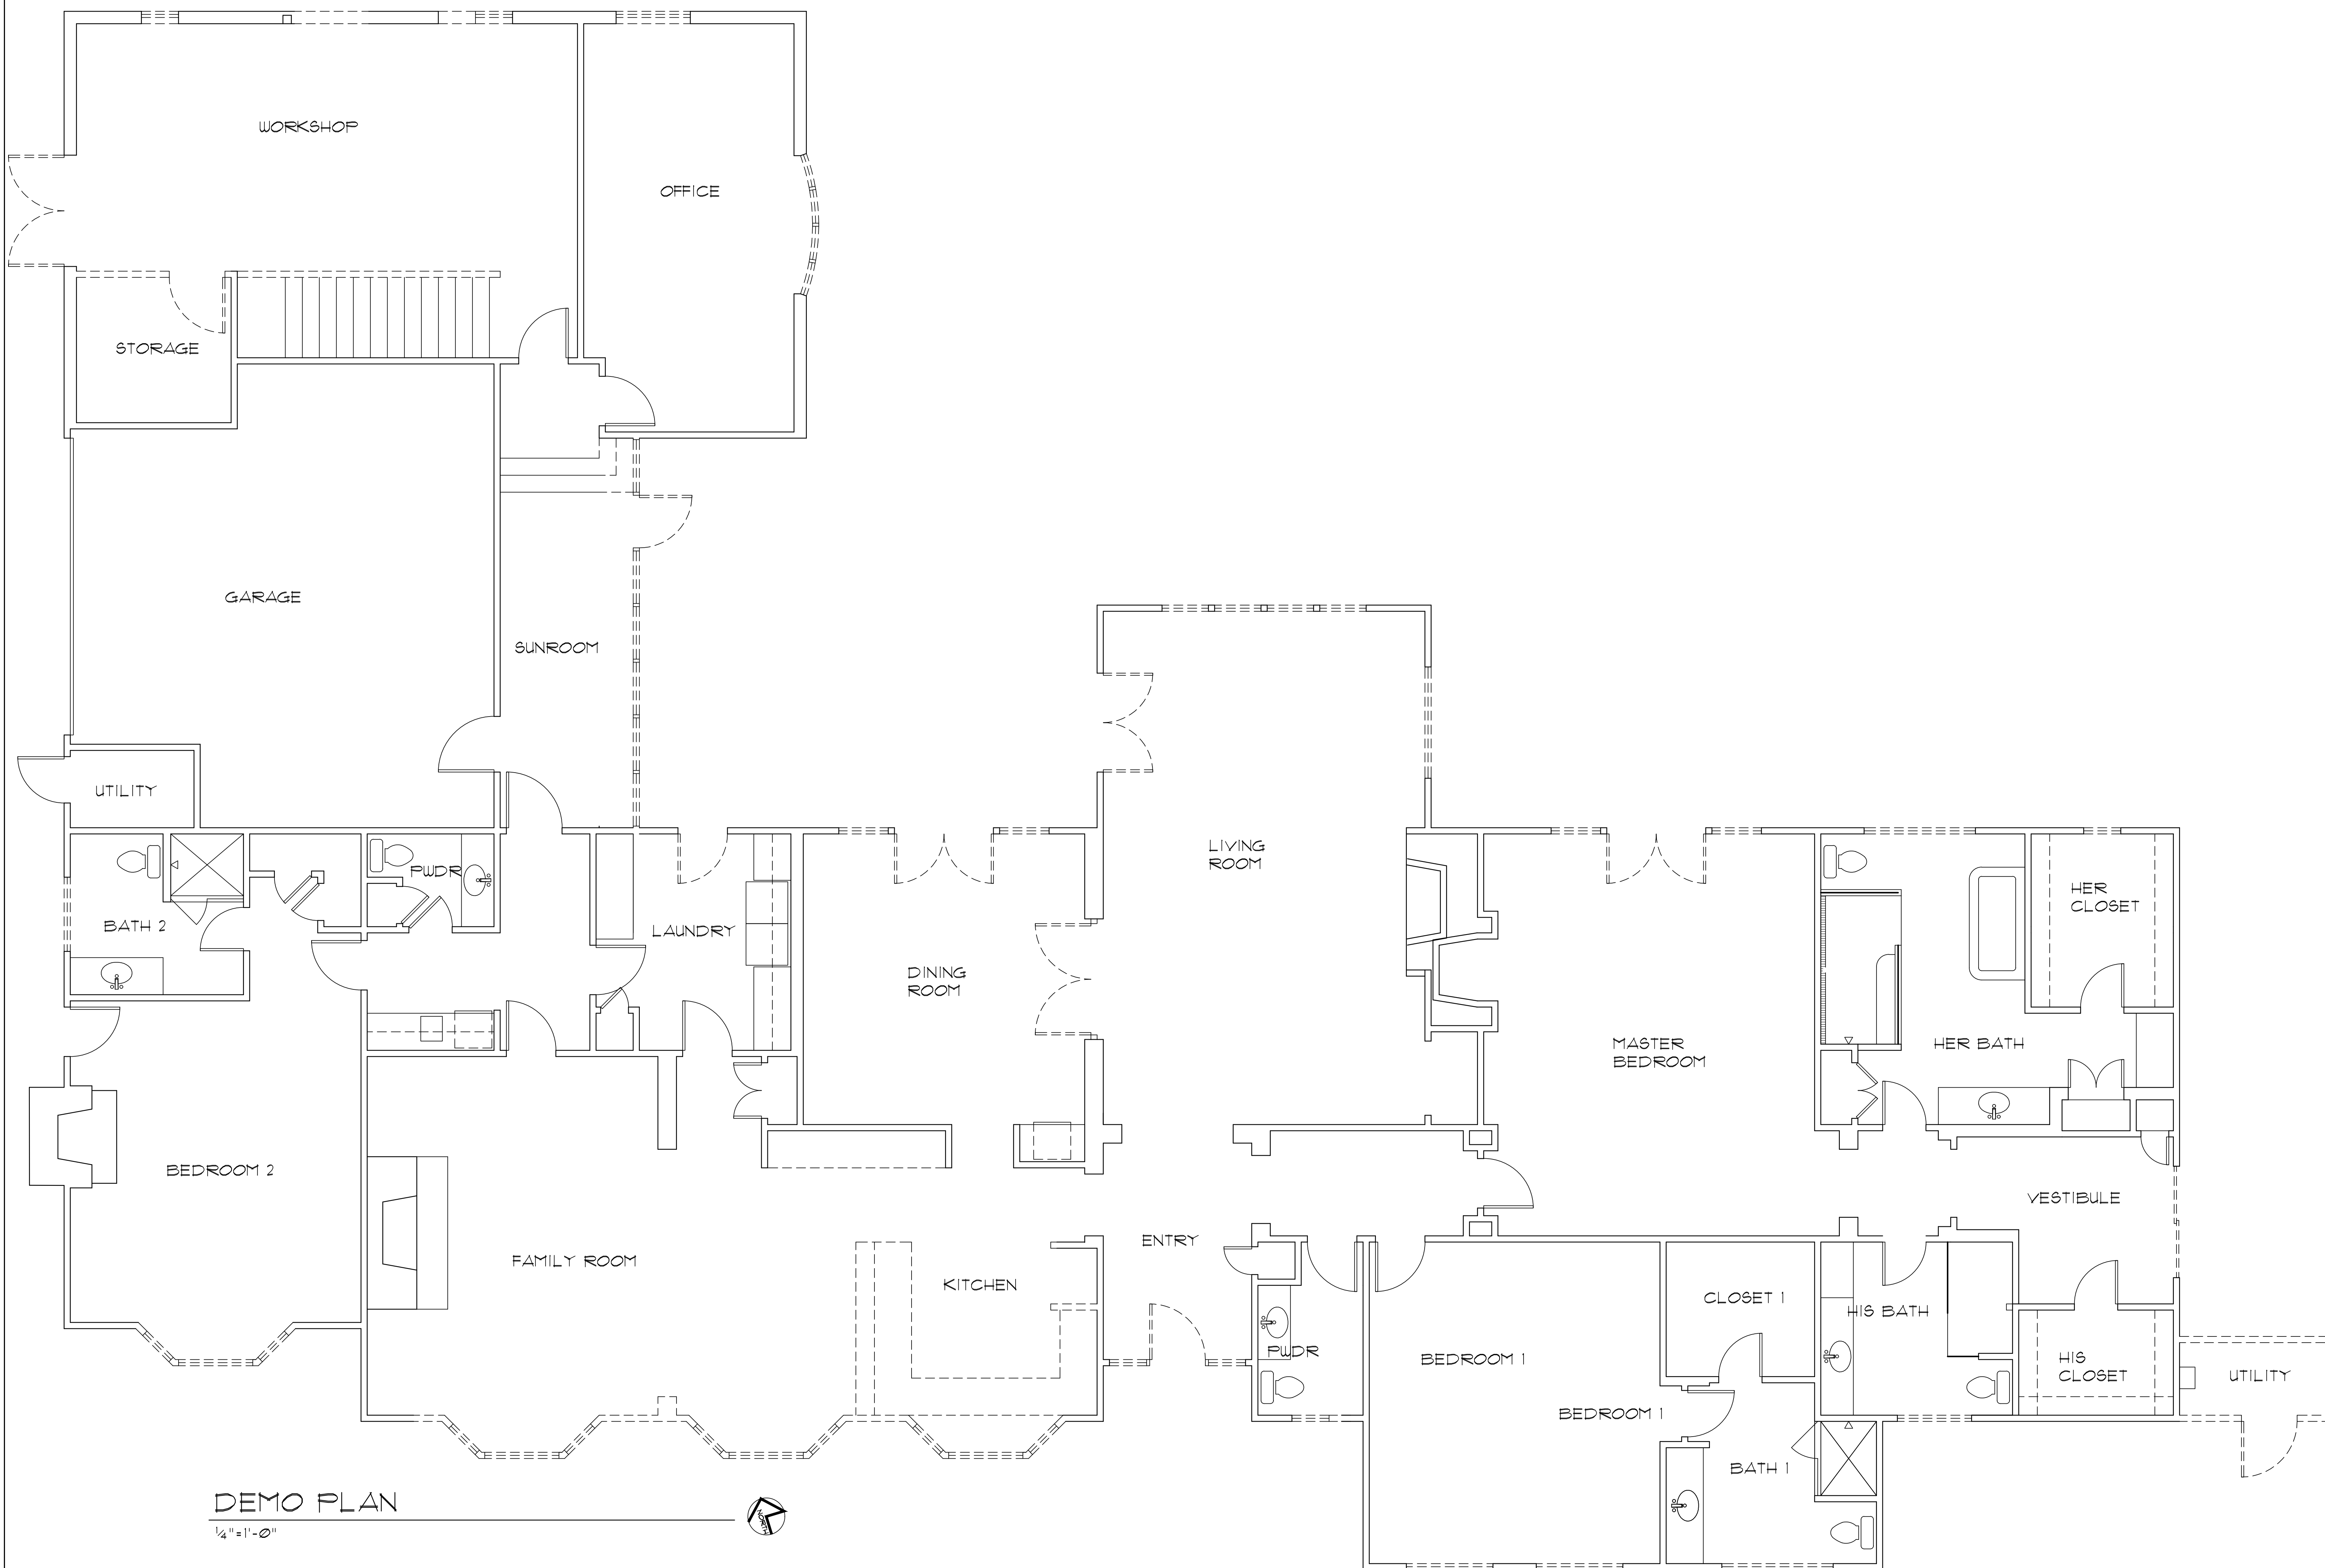 WORKSHOP
OFFICE
STORAGE
GARAGE
SUNROOM
UTILITY
LIVING
ROOM
PWDR
HER
CLOSET
BATH 2
LAUNDRY
DINING
ROOM
MASTER
BEDROOM
HER BATH
BEDROOM 2
VESTIBULE
ENTRY
FAMILY ROOM
KITCHEN
CLOSET 1
HIS BATH
PWDR
BEDROOM 1
HIS
CLOSET
UTILITY
BEDROOM 1
BATH 1
DEMO PLAN
NORTH
1/4"=1'-0"